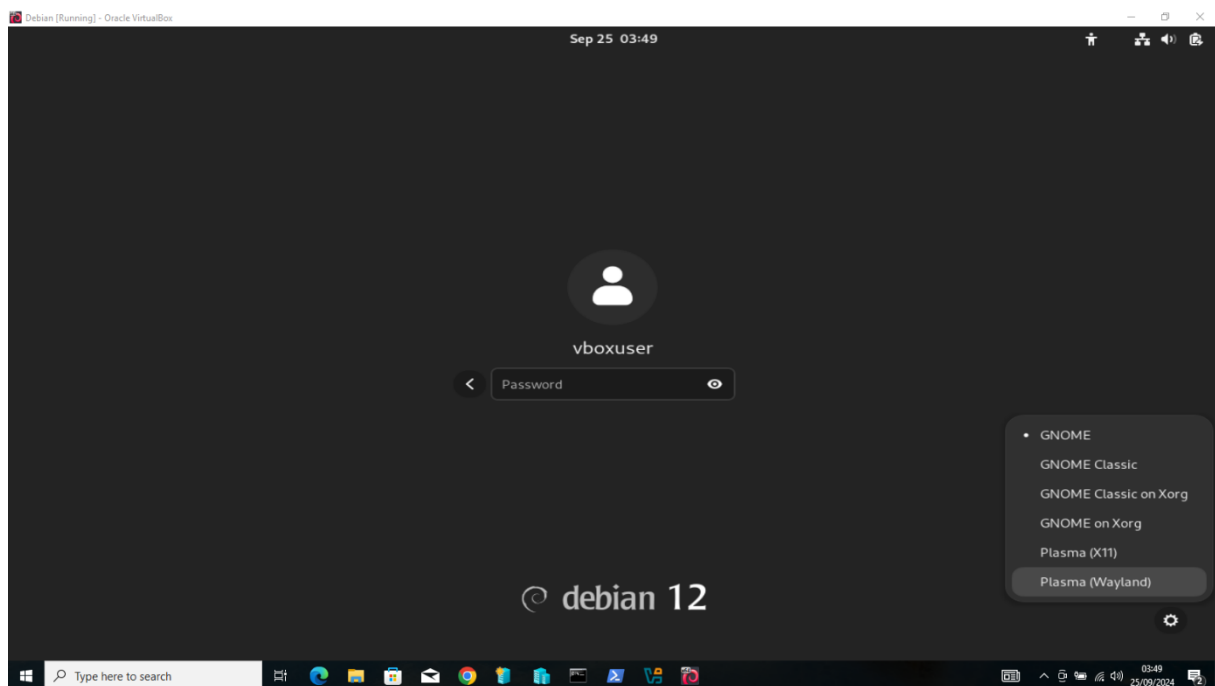 Debian [Running] - Oracle VirtualBox
Sep 25 03:49
vboxuser
Password
GNOME
GNOME Classic
GNOME Classic on Xorg
GNOME on Xorg
Plasma (X11)
Plasma (Wayland)
debian 12
Type here to search
03:49
25/09/2024
2